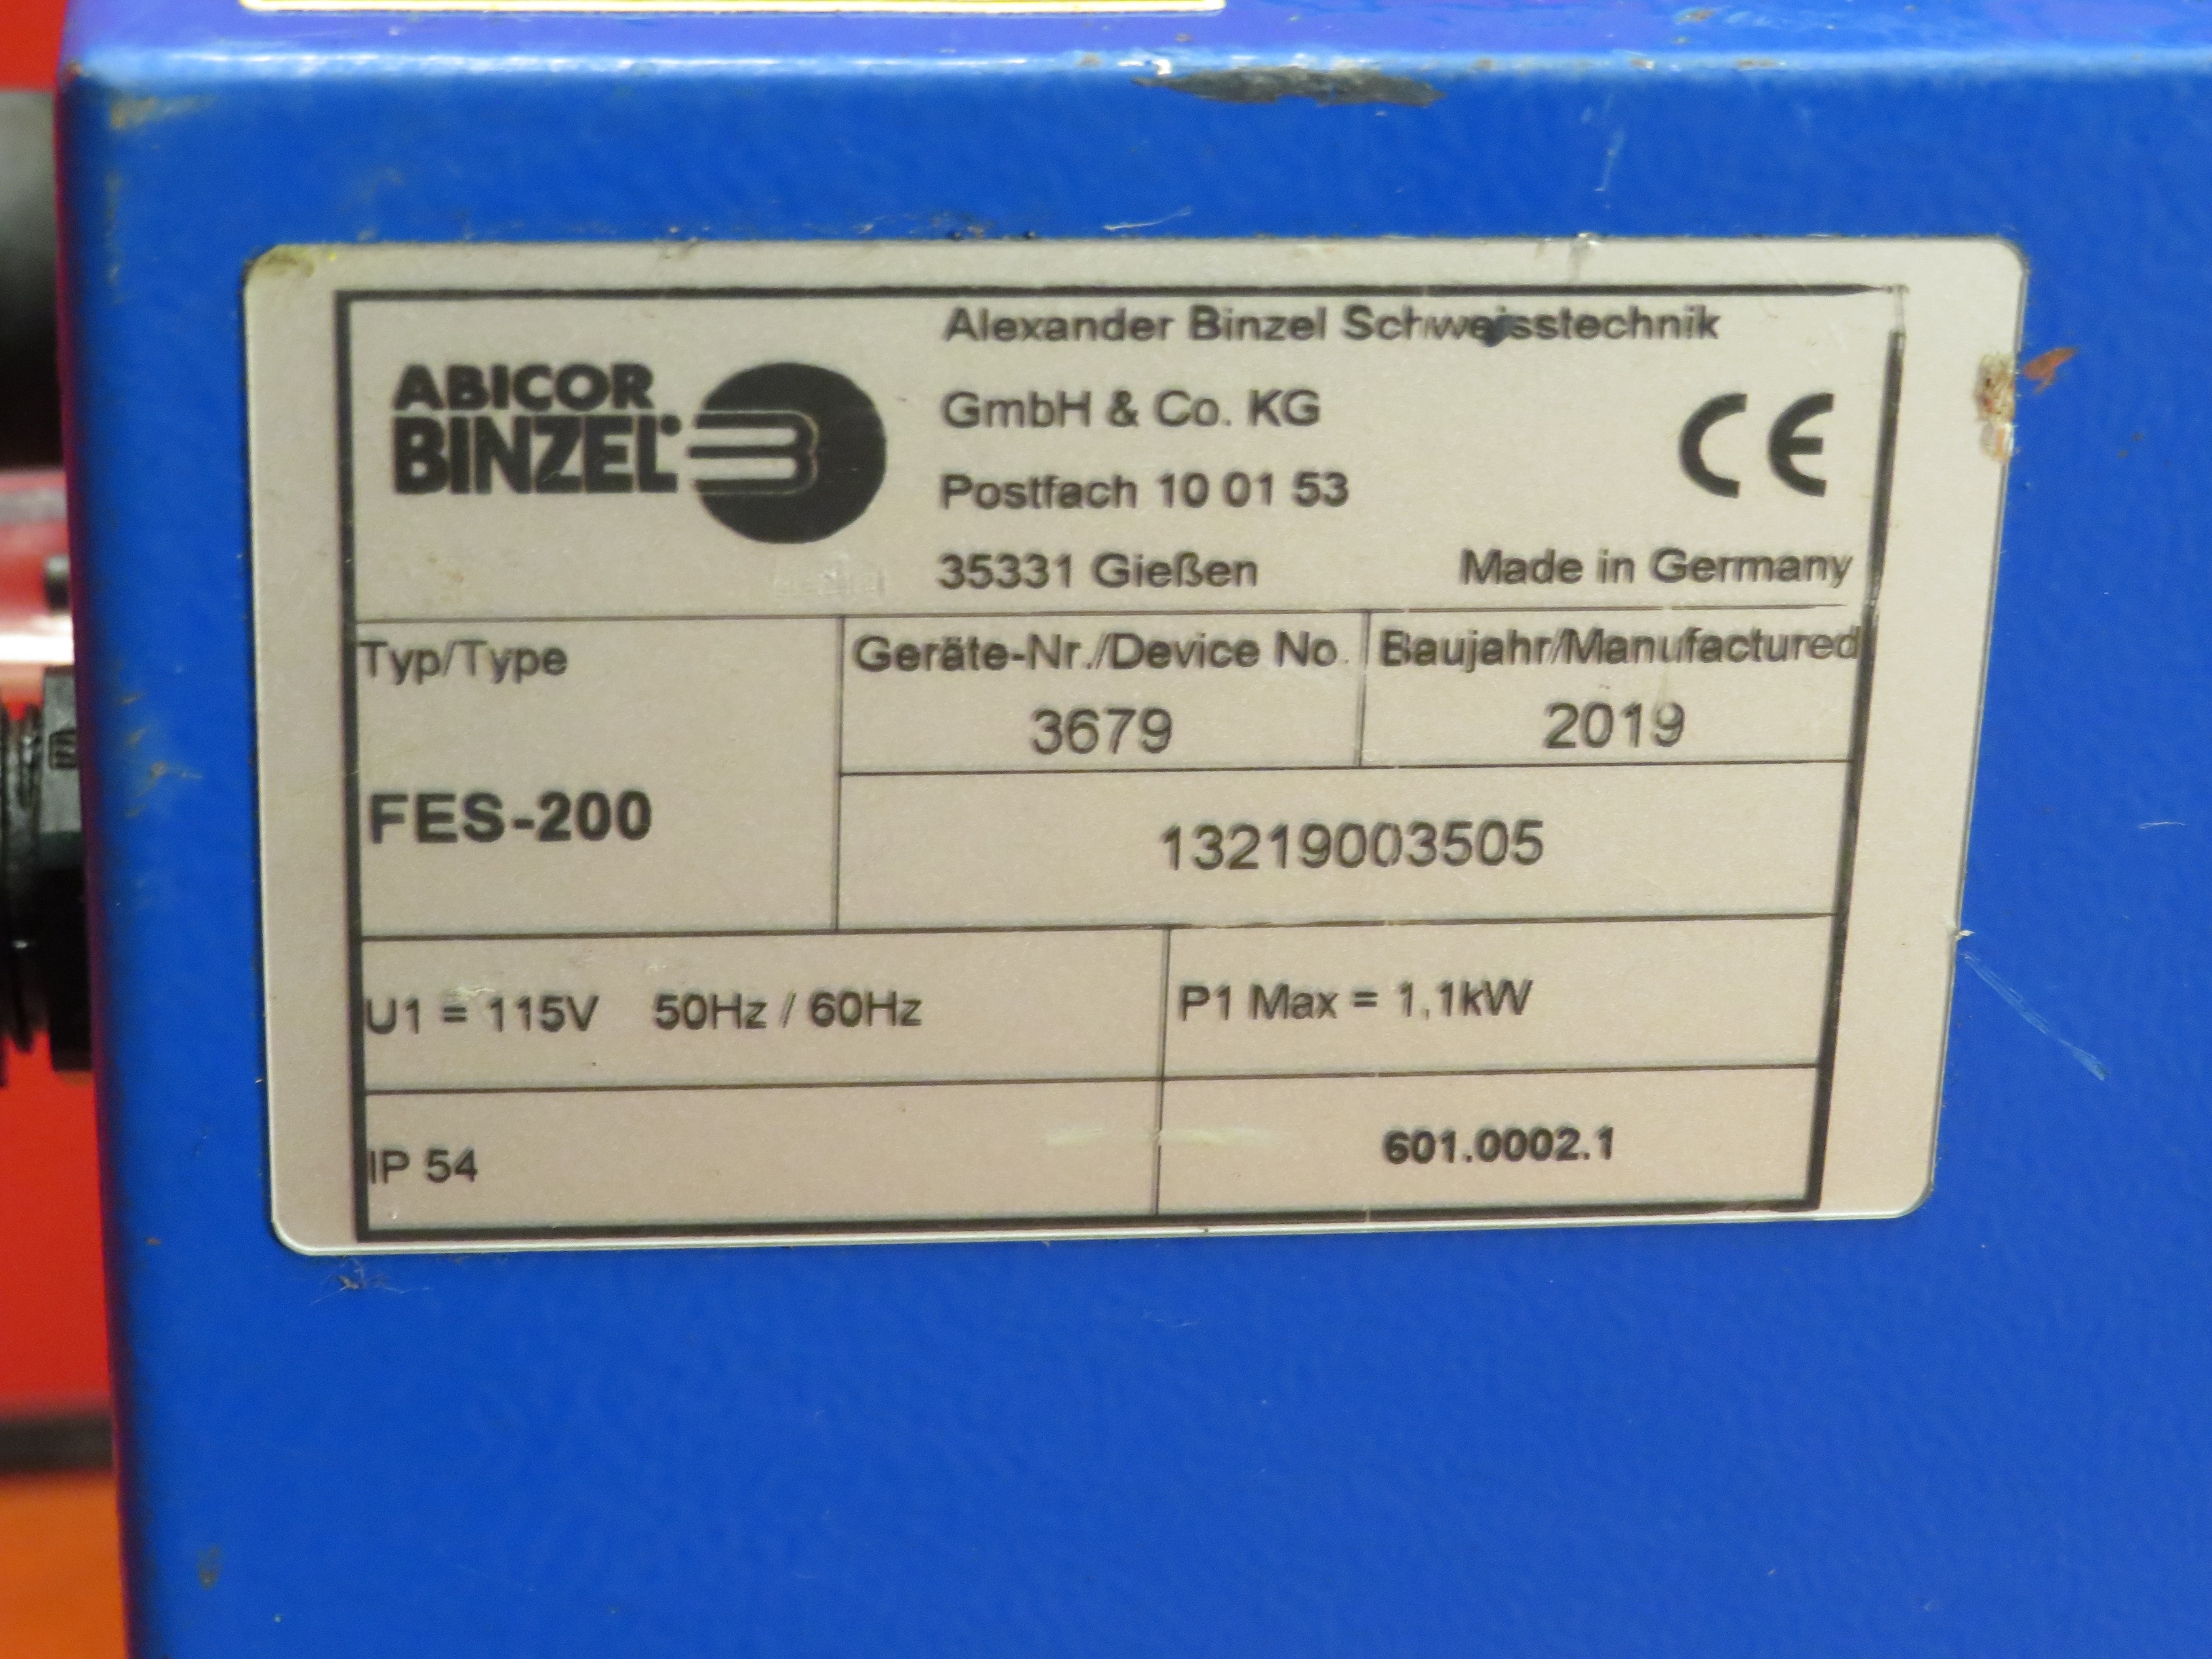 ABICOR
BINZEL
Alexander Binzel Schweisstechnik
GmbH & Co. KG
Postfach 10 01 53
35331 Gießen
CE
Made in Germany
Typ/Type
FES-200
Geräte-Nr./Device No.
3679
Baujahr/Manufactured
2019
13219003505
U1 = 115V 50Hz / 60Hz
P1 Max = 1,1kW
IP 54
601.0002.1